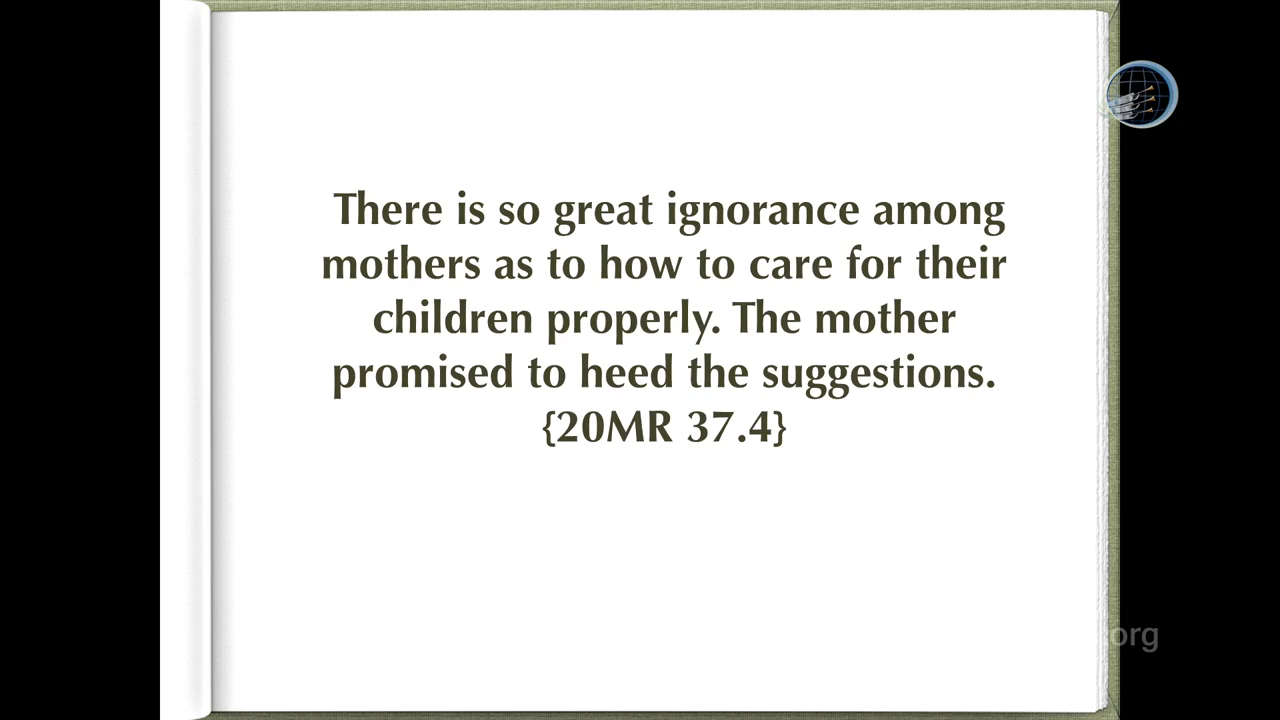 There is so great ignorance among
mothers as to how to care for their
children properly. The mother
promised to heed the suggestions.
{20MR 37.4}
.org